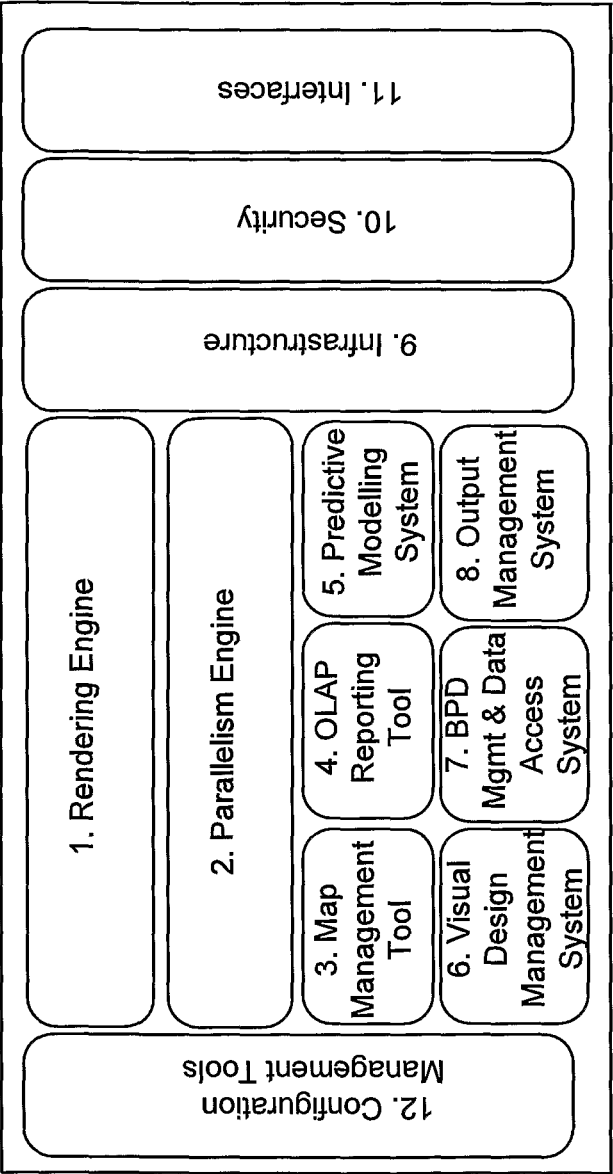 1. Rendering Engine
2. Parallelism Engine
3. Map
Management
Tool
4. OLAP
Reporting
Tool
5. Predictive
Modelling
System
6. Visual
Design
Management
System
7. BPD
Mgmt & Data
Access
System
8. Output
Management
System
9. Infrastructure
10. Security
11. Interfaces
12. Configuration
Management Tools